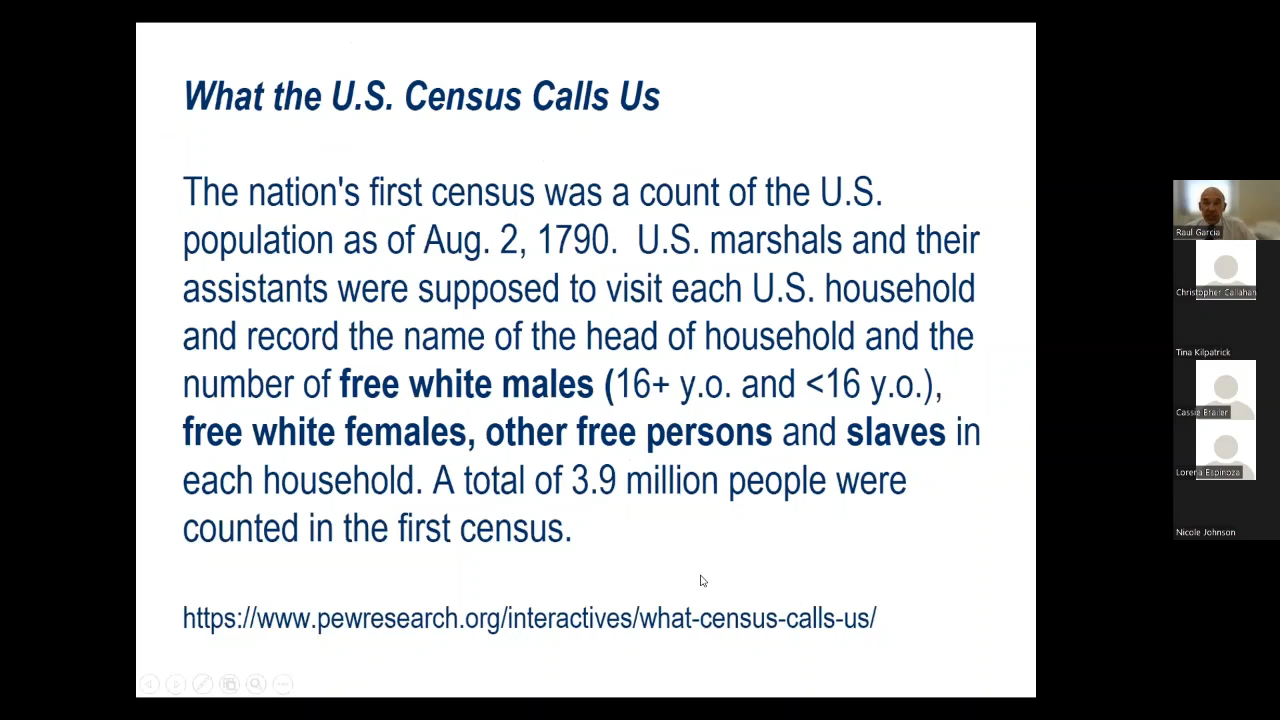 What the U.S. Census Calls Us
The nation's first census was a count of the U.S.
population as of Aug. 2, 1790.  U.S. marshals and their
assistants were supposed to visit each U.S. household
and record the name of the head of household and the
number of free white males (16+ y.o. and <16 y.o.),
free white females, other free persons and slaves in
each household. A total of 3.9 million people were
counted in the first census.
https://www.pewresearch.org/interactives/what-census-calls-us/
Raul Garcia
Christopher Callahan
Tina Kilpatrick
Cassie Brailer
Lorena Espinoza
Nicole Johnson